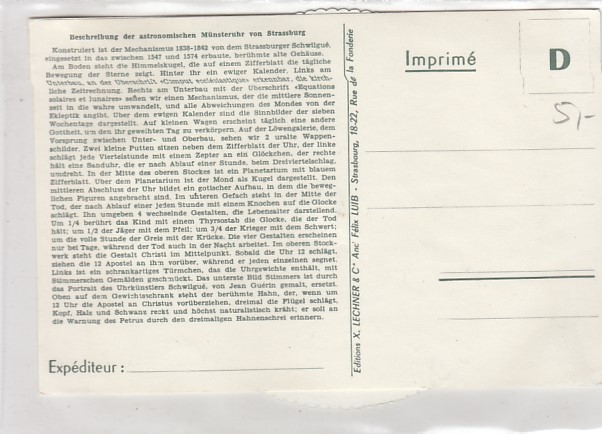 Beschreibung der astronomischen Münsteruhr von Strassburg
Konstruiert ist der Mechanismus 1838-1842 von dem Strassburger Schwilgué,
eingesetzt in das zwischen 1547 und 1574 erbaute, berühmte alte Gehäuse.
Am Boden steht die Himmelskugel, die auf einem Zifferblatt die tägliche
Bewegung der Sterne zeigt. Hinter ihr ein ewiger Kalender. Links am
Unterbau, an der Überschrift «Comput ecclésiastique» erkennbar, die kirch-
liche Zeitrechnung. Rechts am Unterbau mit der Überschrift «Equations
solaires et lunaires» sehen wir einen Mechanismus, der die mittlere Sonnen-
zeit in die wahre umwandelt, und alle Abweichungen des Mondes von der
Ekleptik angibt. Über dem ewigen Kalender sind die Sinnbilder der sieben
Wochentage dargestellt. Auf kleinen Wagen erscheint täglich eine andere
Gottheit, um den ihr geweihten Tag zu verkörpern. Auf der Löwengalerie, dem
Vorsprung zwischen Unter- und Oberbau, sehen wir 2 uralte Wappen-
schilder. Zwei kleine Putten sitzen neben dem Zifferblatt der Uhr, der linke
schlägt jede Viertelstunde mit einem Zepter an ein Glöckchen, der rechte
hält eine Sanduhr, die er nach Ablauf einer Stunde, beim Dreiviertelschlag,
umdreht. In der Mitte des oberen Stockes ist ein Planetarium mit blauem
Zifferblatt. Über dem Planetarium ist der Mond als Kugel dargestellt. Den
mittleren Abschluss der Uhr bildet ein gotischer Aufbau, in dem die beweg-
lichen Figuren angebracht sind. Im unteren Gefach steht in der Mitte der
Tod, der nach Ablauf einer jeden Stunde mit einem Knochen auf die Glocke
schlägt. Ihn umgeben 4 wechselnde Gestalten, die Lebensalter darstellend.
Um 1/4 berührt das Kind mit einem Thyrsostab die Glocke, die der Tod
hält; um 1/2 der Jäger mit dem Pfeil; um 3/4 der Krieger mit dem Schwert;
um die volle Stunde der Greis mit der Krücke. Die vier Gestalten erscheinen
nur bei Tage, während der Tod auch in der Nacht arbeitet. Im oberen Stock-
werk steht die Gestalt Christi im Mittelpunkt. Sobald die Uhr 12 schlägt,
ziehen die 12 Apostel an ihm vorüber, während er jeden einzelnen segnet.
Links ist ein schrankartiges Türmchen, das die Uhrgewichte enthält, mit
Stimmerschen Gemälden geschmückt. Das unterste Bild Stimmers ist durch
das Portrait des Uhrkünstlers Schwilgué, von Jean Guérin gemalt, ersetzt.
Oben auf dem Gewichtsschrank steht der berühmte Hahn, der, wenn um
12 Uhr die Apostel an Christus vorüberziehen, dreimal die Flügel schlägt,
Kopf, Hals und Schwanz reckt und höchst naturalistisch kräht; er soll an
die Warnung des Petrus durch den dreimaligen Hahnenschrei erinnern.
Expéditeur :
Editions X. LECHNER & Cᵉ Anc. Félix LUIB - Strasbourg, 18-22, Rue de la Fonderie
Imprimé
D
5,-